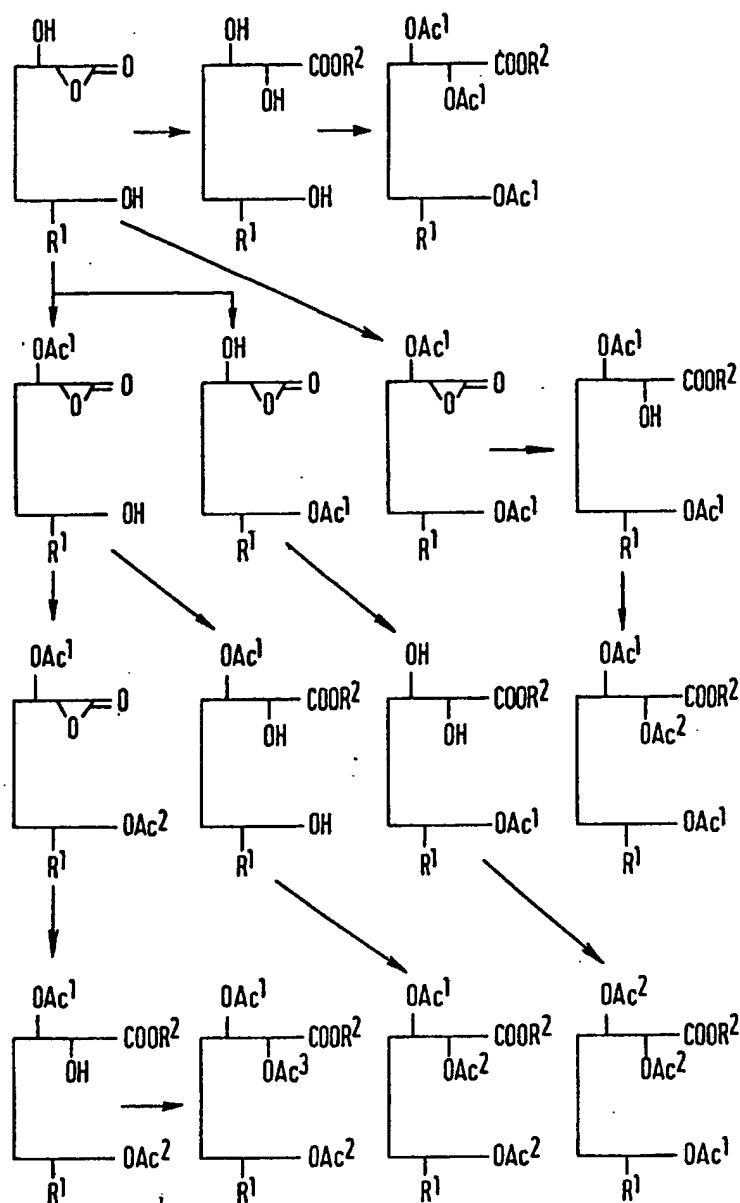 OH OH OAc¹
O COOR² COOR²
O OH OAc¹
OH OH OAc¹
R¹ R¹ R¹
OAc¹ OH OAc¹ OAc¹
O O O COOR²
O O O OH
OH OAc¹ OAc¹ OAc¹
R¹ R¹ R¹ R¹
OAc¹ OAc¹ OH OAc¹
O COOR² COOR² COOR²
O OH OH OAc²
OAc² OH OAc¹ OAc¹
R¹ R¹ R¹ R¹
OAc¹ OAc¹ OAc¹ OAc²
COOR² COOR² COOR² COOR²
OH OAc³ OAc² OAc²
OAc² OAc² OAc² OAc¹
R¹ R¹ R¹ R¹